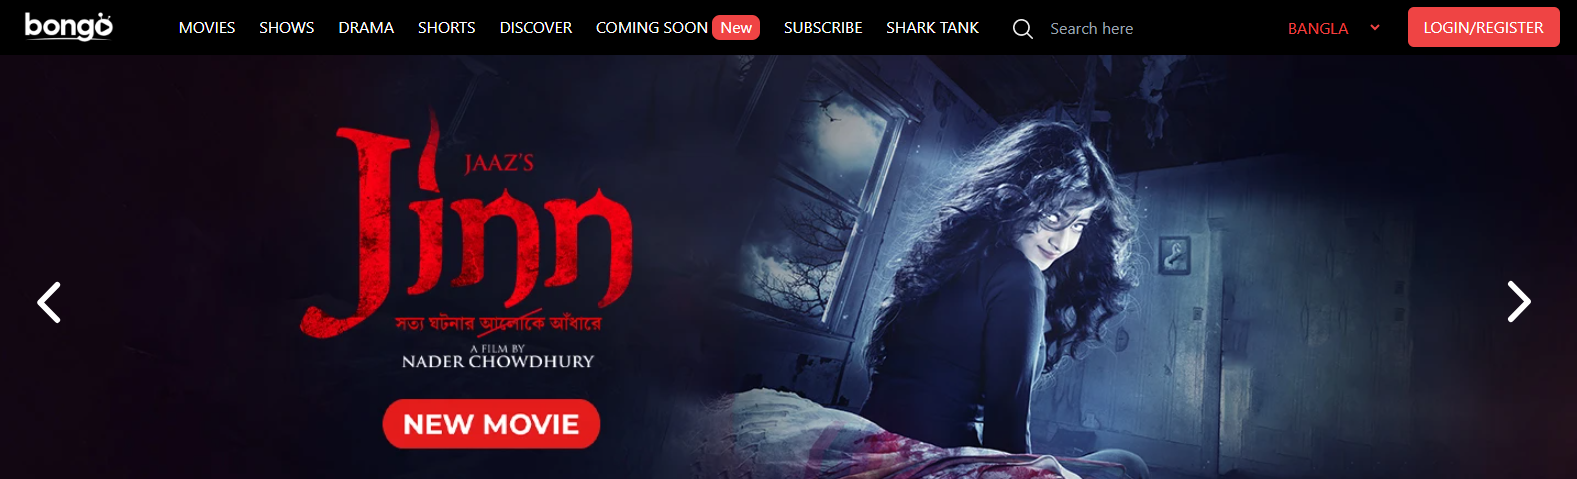 bongo
MOVIES SHOWS DRAMA SHORTS DISCOVER COMING SOON New SUBSCRIBE SHARK TANK Search here BANGLA LOGIN/REGISTER
JAAZ'S
Jinn
সত্য ঘটনার আলোকে আঁধারে
A FILM BY
NADER CHOWDHURY
NEW MOVIE